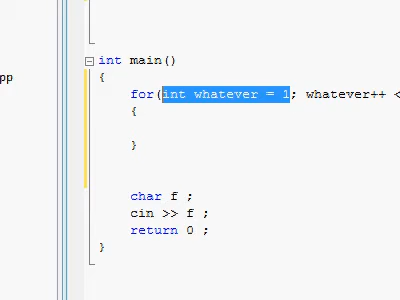 int main()
{
pp
for(int whatever = 1; whatever++ <
{
}
char f ;
cin >> f ;
return 0 ;
}